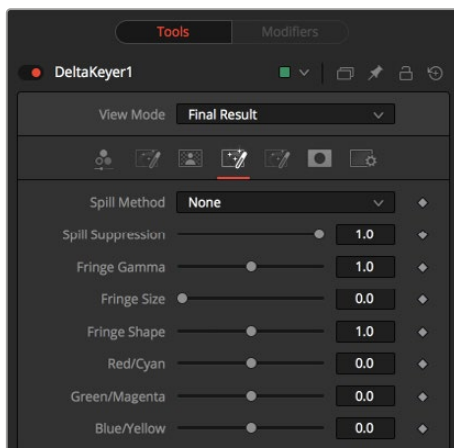 Tools Modifiers
DeltaKeyer1
View Mode Final Result
Spill Method None
Spill Suppression 1.0
Fringe Gamma 1.0
Fringe Size 0.0
Fringe Shape 1.0
Red/Cyan 0.0
Green/Magenta 0.0
Blue/Yellow 0.0